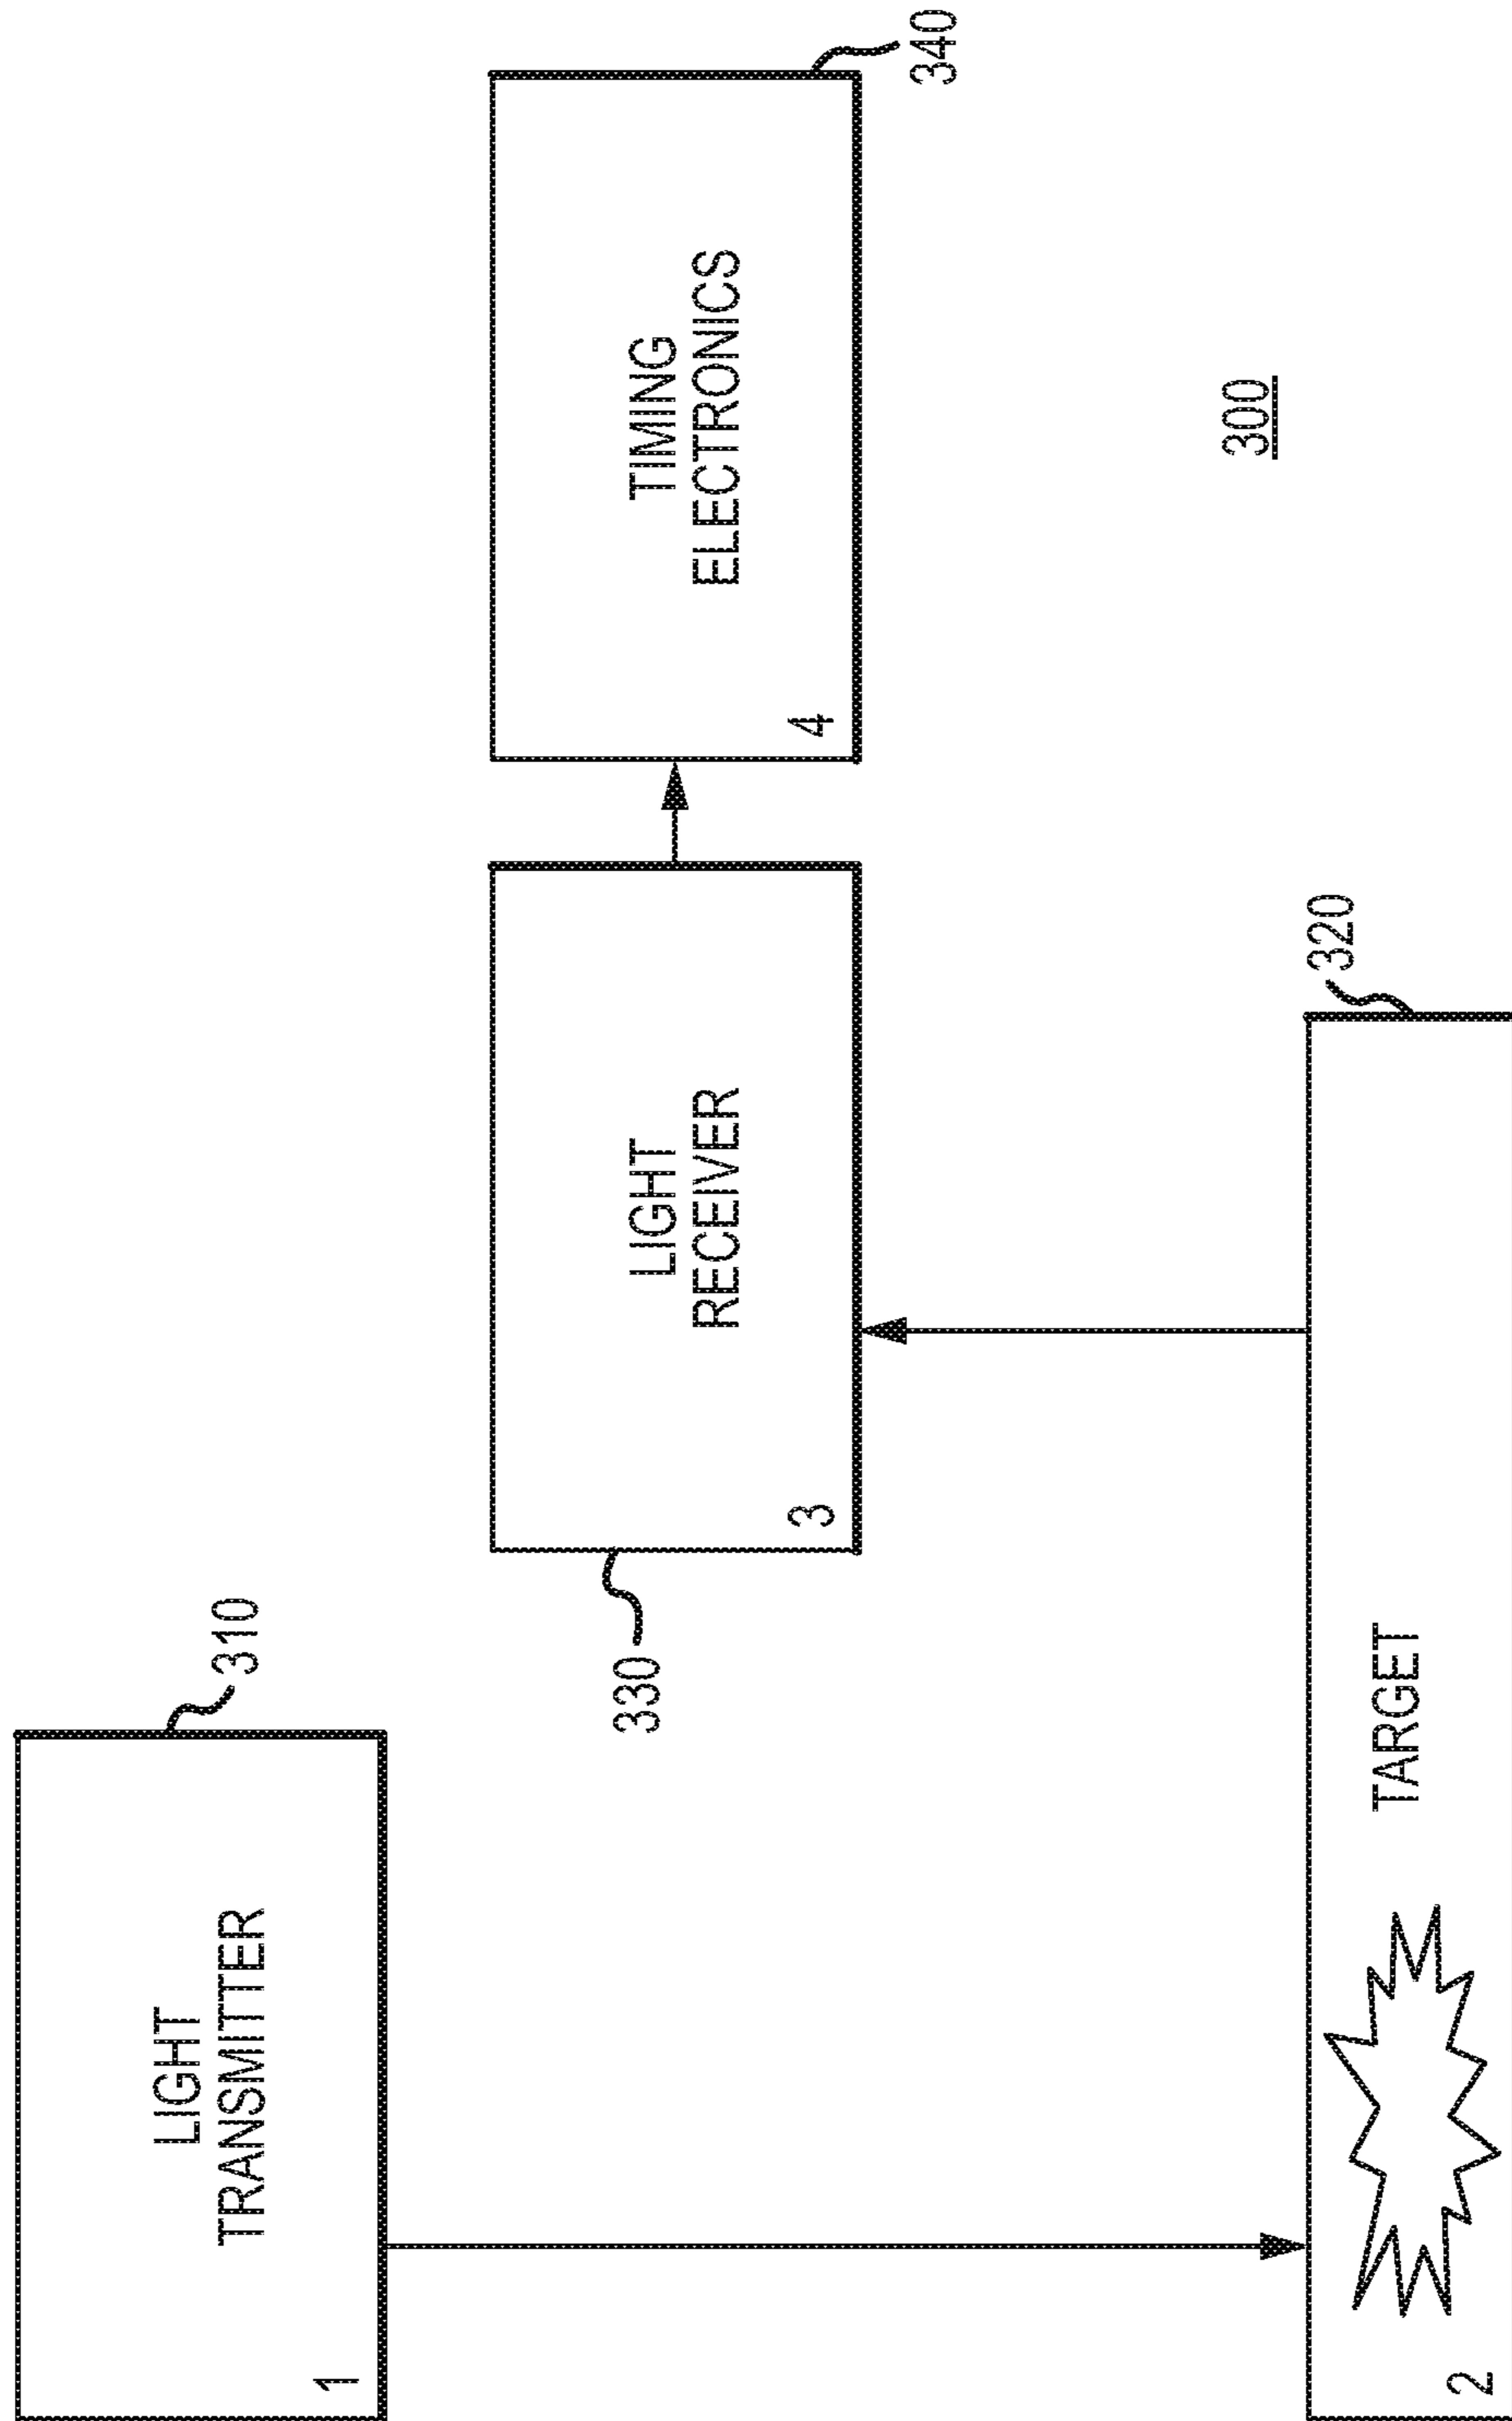 LIGHT
TRANSMITTER
1
310
330
LIGHT
RECEIVER
3
TIMING
ELECTRONICS
4
340
2
TARGET
320
300